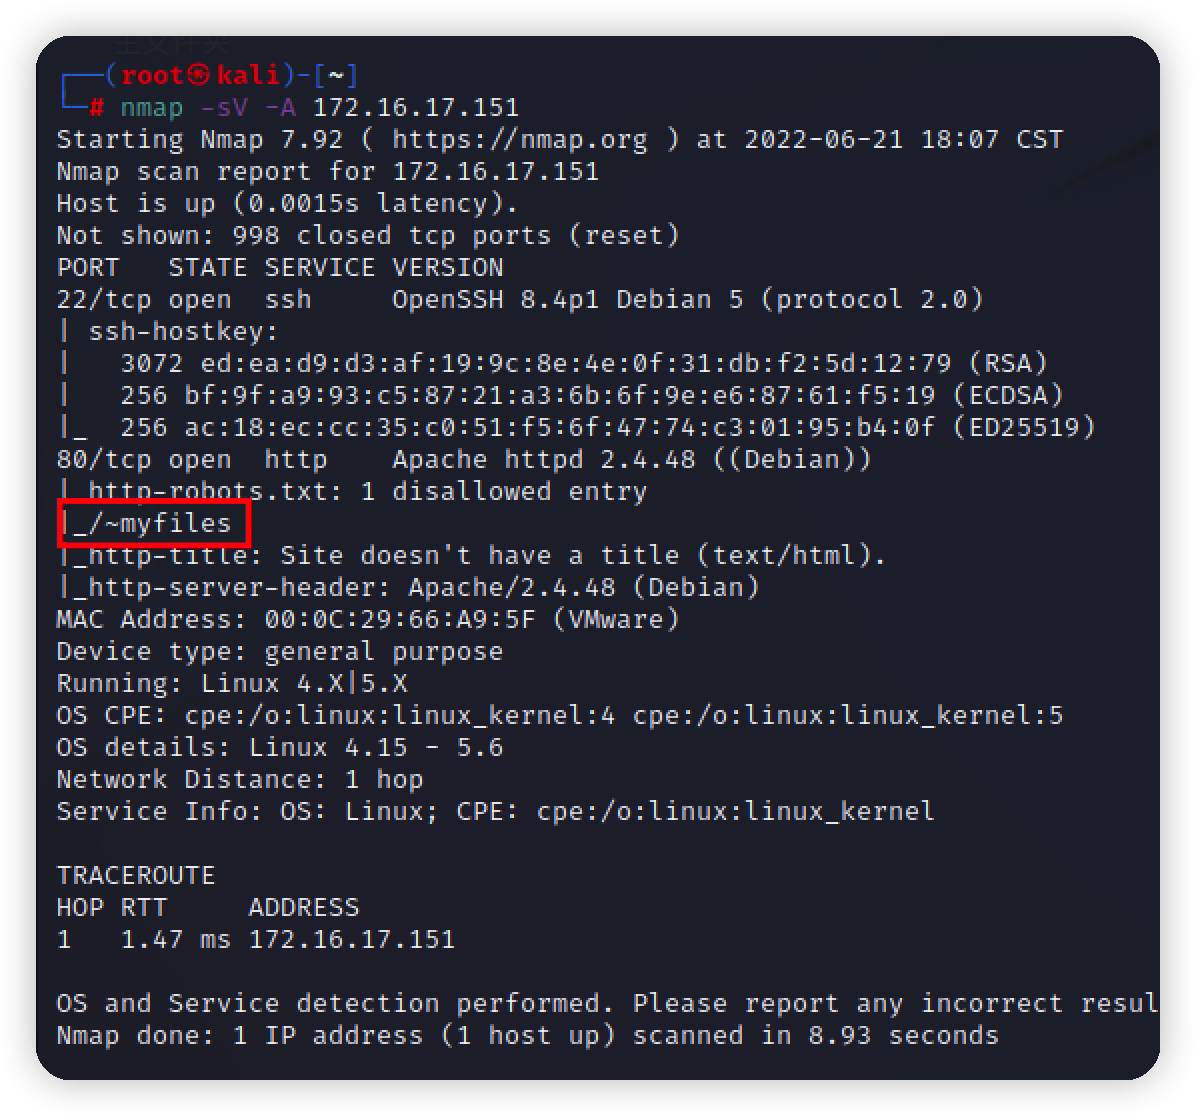 ┌──(root㉿kali)-[~]
└─# nmap -sV -A 172.16.17.151
Starting Nmap 7.92 ( https://nmap.org ) at 2022-06-21 18:07 CST
Nmap scan report for 172.16.17.151
Host is up (0.0015s latency).
Not shown: 998 closed tcp ports (reset)
PORT   STATE SERVICE VERSION
22/tcp open  ssh     OpenSSH 8.4p1 Debian 5 (protocol 2.0)
| ssh-hostkey:
|   3072 ed:ea:d9:d3:af:19:9c:8e:4e:0f:31:db:f2:5d:12:79 (RSA)
|   256 bf:9f:a9:93:c5:87:21:a3:6b:6f:9e:e6:87:61:f5:19 (ECDSA)
|_  256 ac:18:ec:cc:35:c0:51:f5:6f:47:74:c3:01:95:b4:0f (ED25519)
80/tcp open  http    Apache httpd 2.4.48 ((Debian))
| http-robots.txt: 1 disallowed entry
|_/~myfiles
|_http-title: Site doesn't have a title (text/html).
|_http-server-header: Apache/2.4.48 (Debian)
MAC Address: 00:0C:29:66:A9:5F (VMware)
Device type: general purpose
Running: Linux 4.X|5.X
OS CPE: cpe:/o:linux:linux_kernel:4 cpe:/o:linux:linux_kernel:5
OS details: Linux 4.15 - 5.6
Network Distance: 1 hop
Service Info: OS: Linux; CPE: cpe:/o:linux:linux_kernel
TRACEROUTE
HOP RTT     ADDRESS
1   1.47 ms 172.16.17.151
OS and Service detection performed. Please report any incorrect resul
Nmap done: 1 IP address (1 host up) scanned in 8.93 seconds